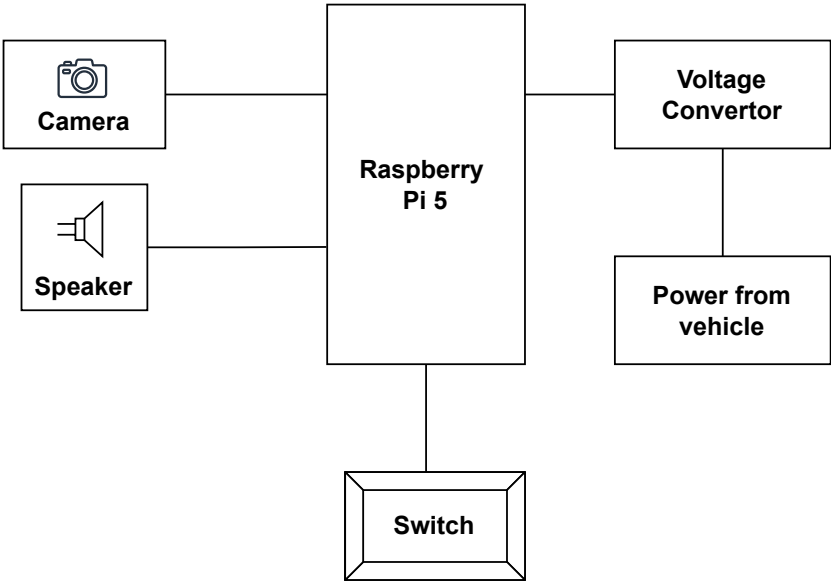 Camera
Speaker
Raspberry
Pi 5
Voltage
Convertor
Power from
vehicle
Switch